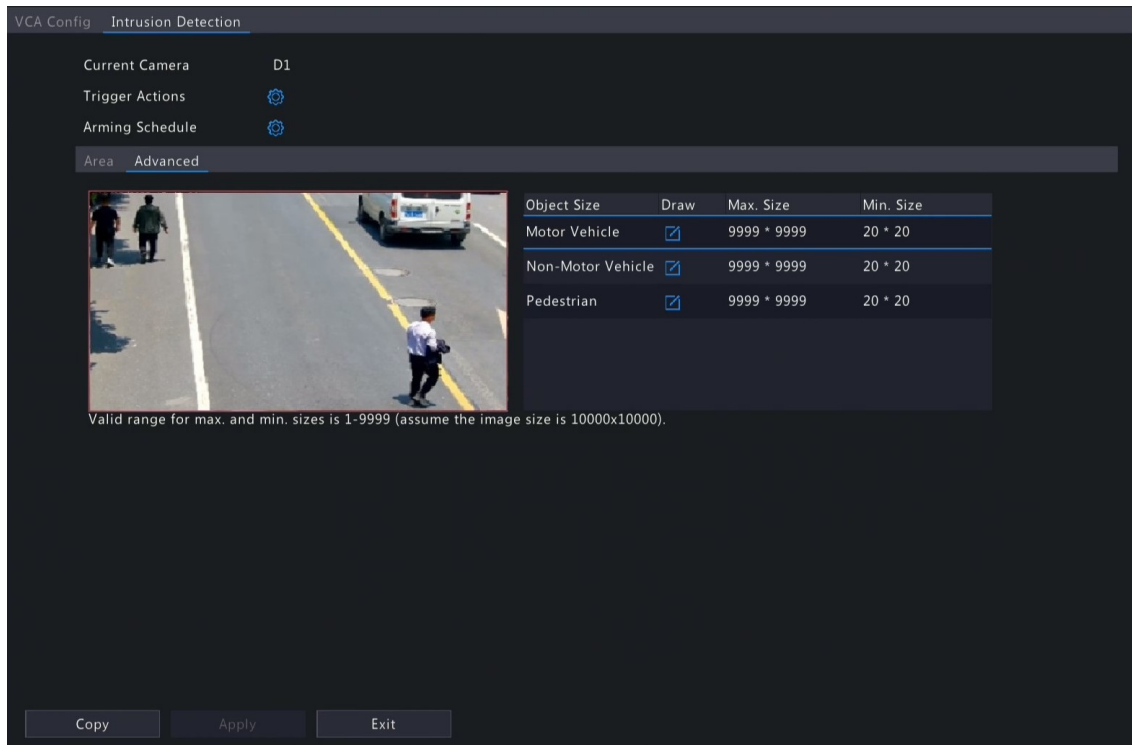 VCA Config Intrusion Detection
Current Camera D1
Trigger Actions
Arming Schedule
Area Advanced
Object Size Draw Max. Size Min. Size
Motor Vehicle 9999 * 9999 20 * 20
Non-Motor Vehicle 9999 * 9999 20 * 20
Pedestrian 9999 * 9999 20 * 20
Valid range for max. and min. sizes is 1-9999 (assume the image size is 10000x10000).
Copy Apply Exit